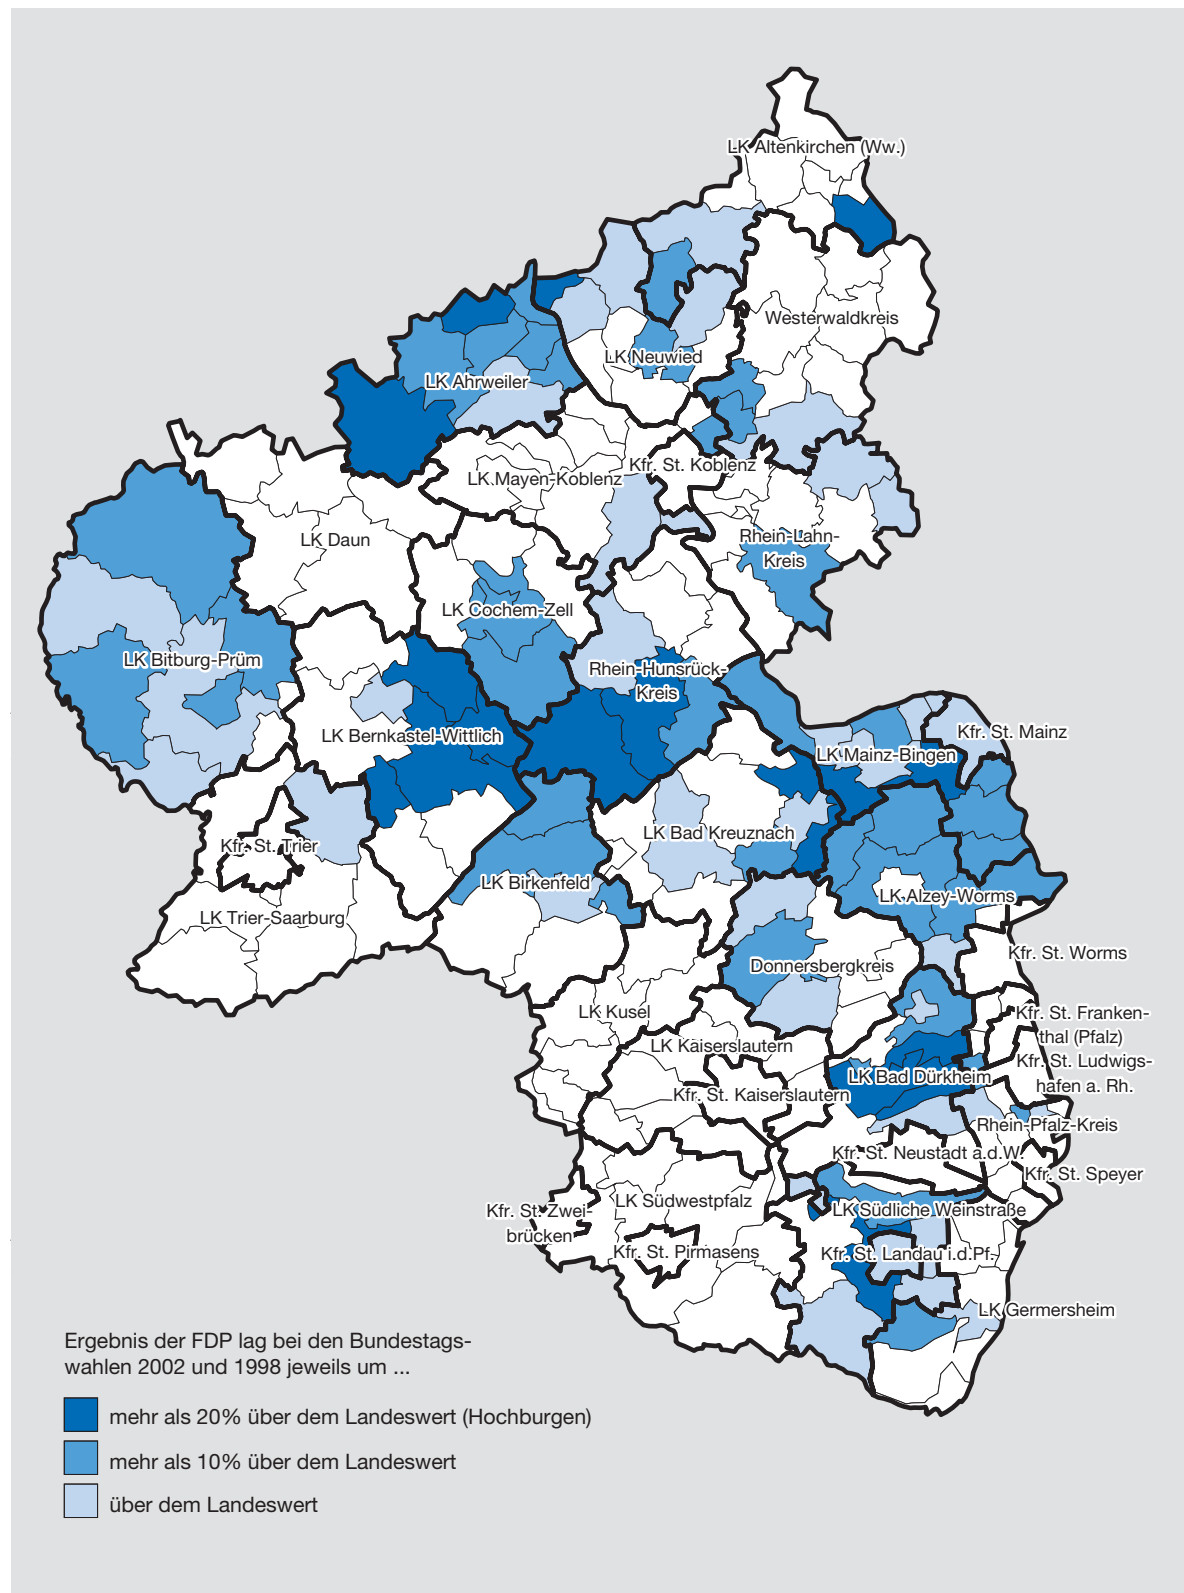 LK Altenkirchen (Ww.)
Westerwaldkreis
LK Neuwied
LK Ahrweiler
Kfr. St. Koblenz
LK Mayen-Koblenz
LK Daun
Rhein-Lahn-
Kreis
LK Cochem-Zell
LK Bitburg-Prüm
Rhein-Hunsrück-
Kreis
LK Bernkastel-Wittlich
Kfr. St. Mainz
LK Mainz-Bingen
LK Bad Kreuznach
Kfr. St. Trier
LK Birkenfeld
LK Alzey-Worms
LK Trier-Saarburg
Kfr. St. Worms
Donnersbergkreis
LK Kusel
Kfr. St. Franken-
thal (Pfalz)
LK Kaiserslautern
Kfr. St. Ludwigs-
hafen a. Rh.
LK Bad Dürkheim
Kfr. St. Kaiserslautern
Rhein-Pfalz-Kreis
Kfr. St. Neustadt a.d.W.
Kfr. St. Speyer
LK Südwestpfalz
Kfr. St. Zwei-
brücken
LK Südliche Weinstraße
Kfr. St. Pirmasens
Kfr. St. Landau i.d.Pf.
LK Germersheim
Ergebnis der FDP lag bei den Bundestags-
wahlen 2002 und 1998 jeweils um ...
mehr als 20% über dem Landeswert (Hochburgen)
mehr als 10% über dem Landeswert
über dem Landeswert